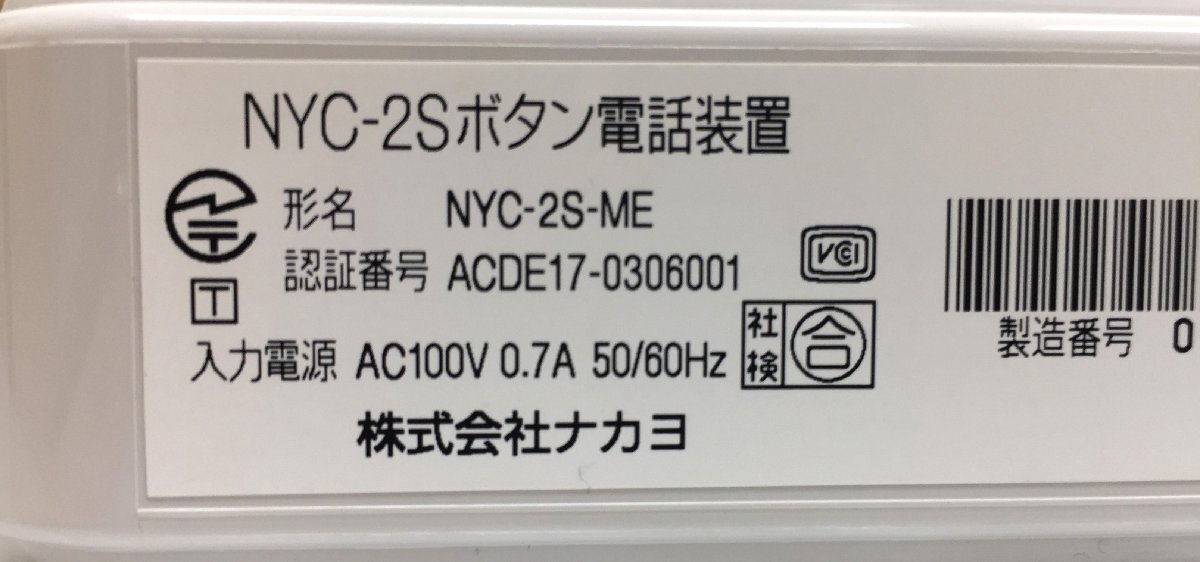 NYC-2Sボタン電話装置
形名 NYC-2S-ME
認証番号 ACDE17-0306001
VCCI
T
入力電源 AC100V 0.7A 50/60Hz
社検 合
製造番号 0
株式会社ナカヨ